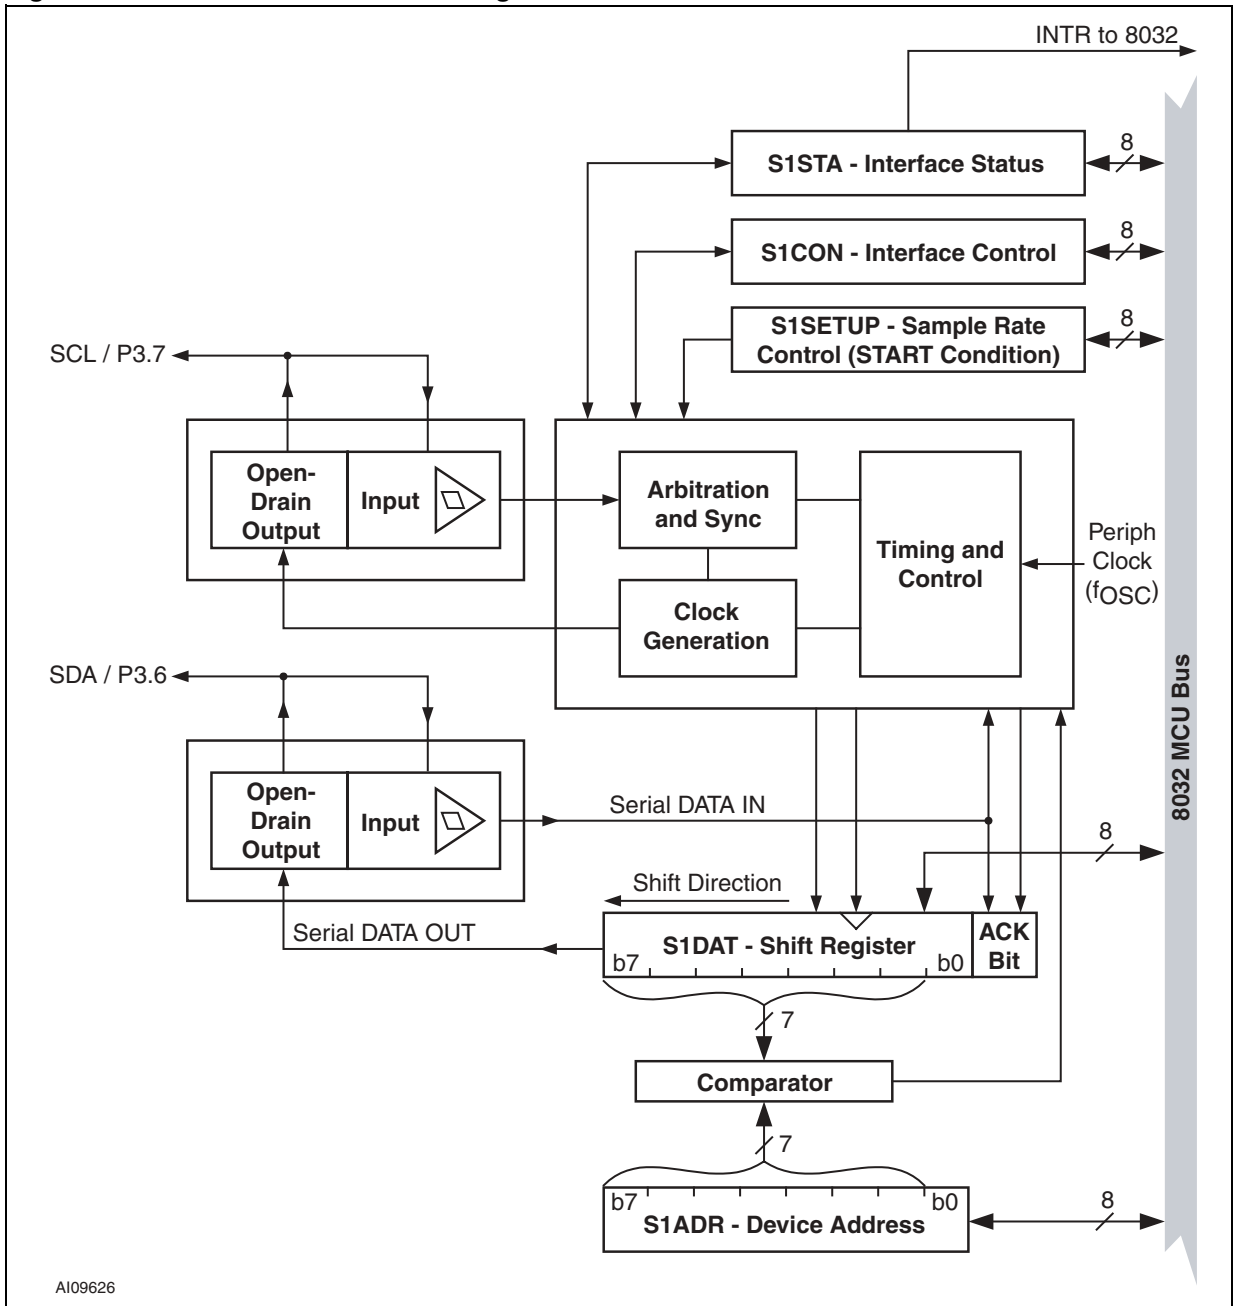 INTR to 8032
S1STA - Interface Status
8
S1CON - Interface Control
8
S1SETUP - Sample Rate
Control (START Condition)
8
SCL / P3.7
Open-
Drain
Output
Input
Arbitration
and Sync
Timing and
Control
Clock
Generation
Periph
Clock
(fOSC)
8032 MCU Bus
SDA / P3.6
Open-
Drain
Output
Input
Serial DATA IN
8
Shift Direction
Serial DATA OUT
S1DAT - Shift Register
b7
b0
ACK
Bit
7
Comparator
7
b7
b0
S1ADR - Device Address
8
AI09626